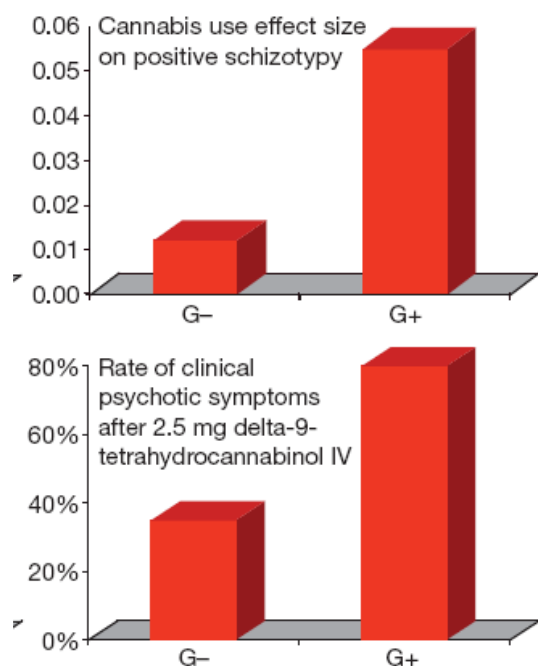 0.06
Cannabis use effect size
on positive schizotypy
0.05
0.04
0.03
0.06
0.01
0.00
G– G+
80%
Rate of clinical
psychotic symptoms
after 2.5 mg delta-9-
tetrahydrocannabinol IV
60%
40%
20%
0%
G– G+